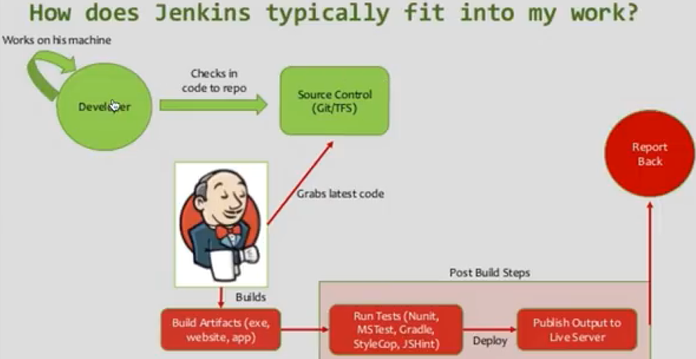 How does Jenkins typically fit into my work?
Works on his machine
Checks in
code to repo
Developer
Source Control
(Git/TFS)
Report
Back
Grabs latest code
Post Build Steps
Builds
Build Artifacts (exe,
website, app)
Run Tests (Nunit,
MSTest, Gradle,
StyleCop, JSHint)
Deploy
Publish Output to
Live Server